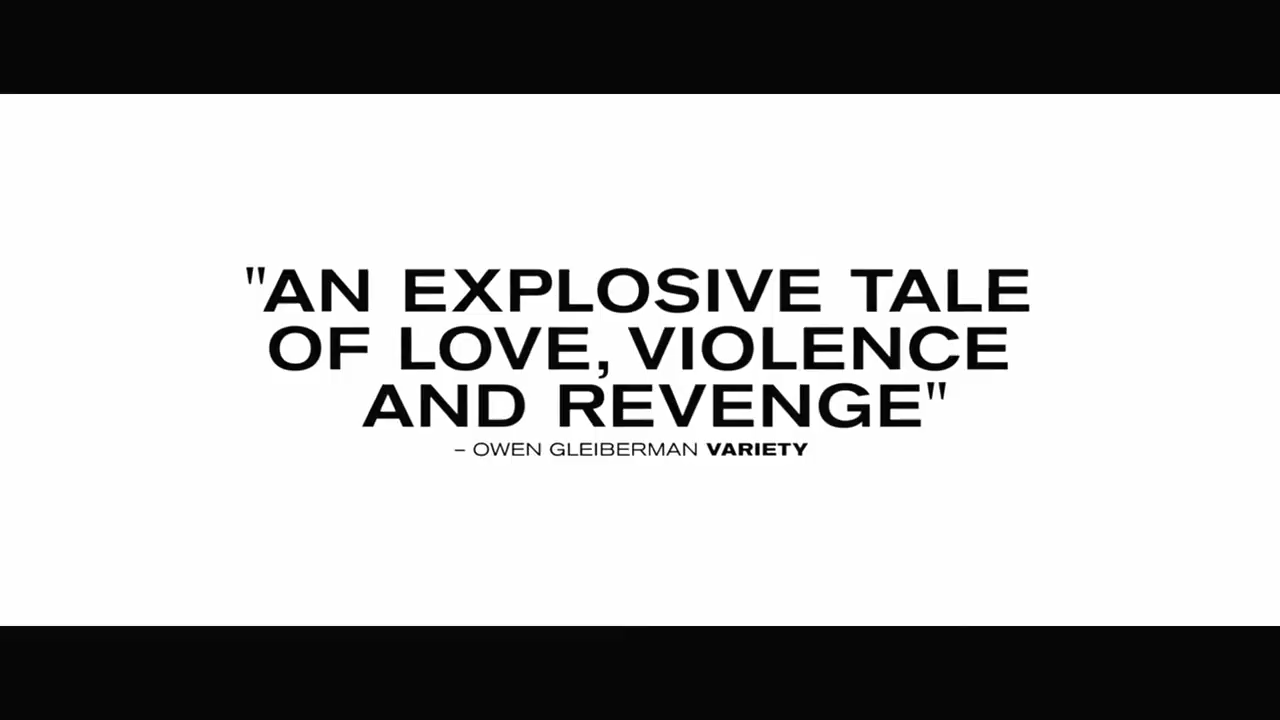 "AN EXPLOSIVE TALE
OF LOVE, VIOLENCE
AND REVENGE"
– OWEN GLEIBERMAN VARIETY